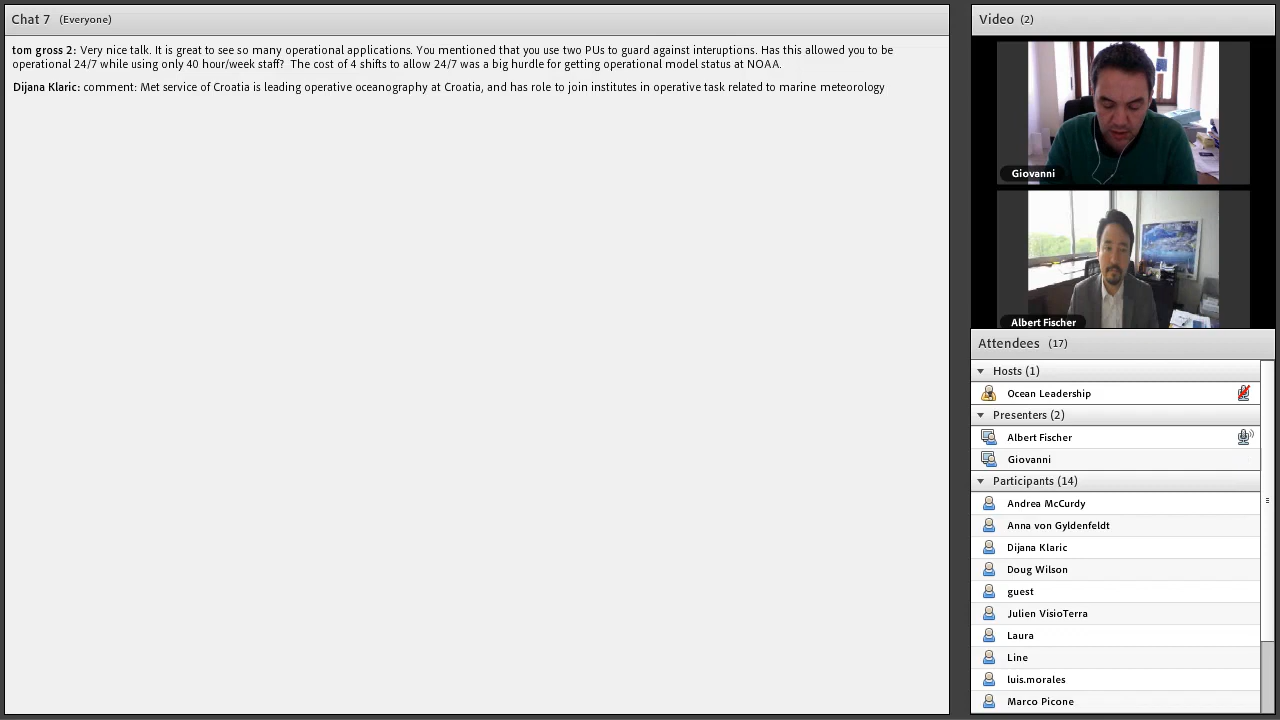 Chat 7 (Everyone)
tom gross 2: Very nice talk. It is great to see so many operational applications. You mentioned that you use two PUs to guard against interuptions. Has this allowed you to be
operational 24/7 while using only 40 hour/week staff? The cost of 4 shifts to allow 24/7 was a big hurdle for getting operational model status at NOAA.
Dijana Klaric: comment: Met service of Croatia is leading operative oceanography at Croatia, and has role to join institutes in operative task related to marine meteorology
Video (2)
Giovanni
Albert Fischer
Attendees (17)
Hosts (1)
Ocean Leadership
Presenters (2)
Albert Fischer
Giovanni
Participants (14)
Andrea McCurdy
Anna von Gyldenfeldt
Dijana Klaric
Doug Wilson
guest
Julien VisioTerra
Laura
Line
luis.morales
Marco Picone